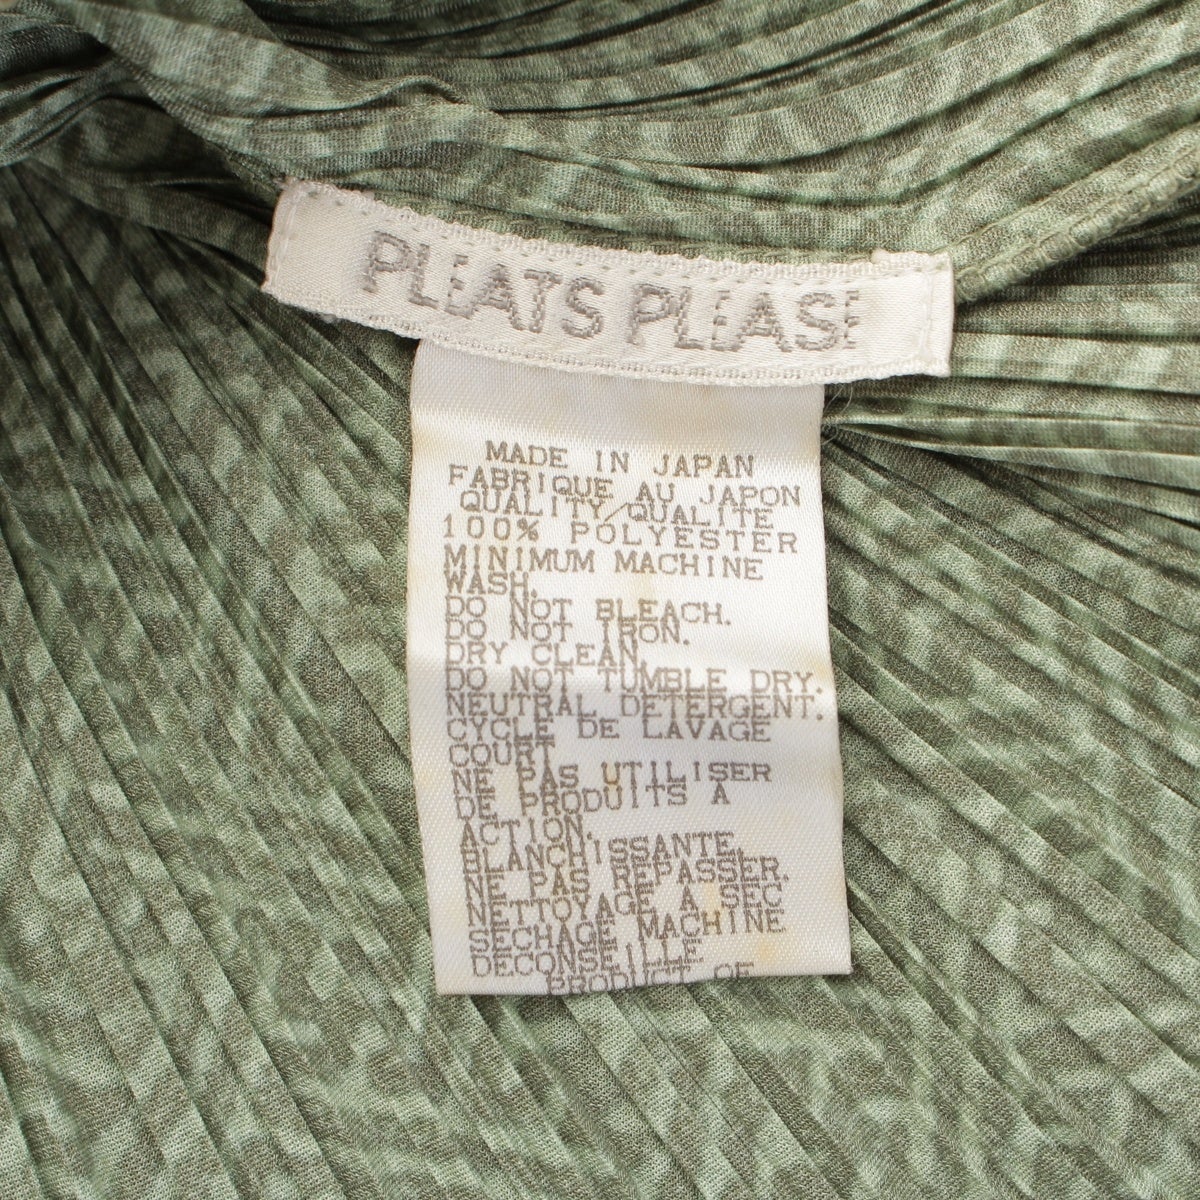 PLEATS PLEASE
MADE IN JAPAN
FABRIQUE AU JAPON
QUALITY/QUALITE
100% POLYESTER
MINIMUM MACHINE
WASH.
DO NOT BLEACH.
DO NOT IRON.
DRY CLEAN.
DO NOT TUMBLE DRY.
NEUTRAL DETERGENT.
CYCLE DE LAVAGE
COURT
NE PAS UTILISER
DE PRODUITS A
ACTION.
BLANCHISSANTE.
NE PAS REPASSER.
NETTOYAGE A SEC
SECHAGE MACHINE
DECONSEILLE
PRODUCT OF